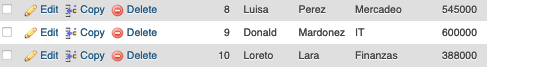 Edit Copy Delete 8 Luisa Perez Mercadeo 545000
Edit Copy Delete 9 Donald Mardonez IT 600000
Edit Copy Delete 10 Loreto Lara Finanzas 388000